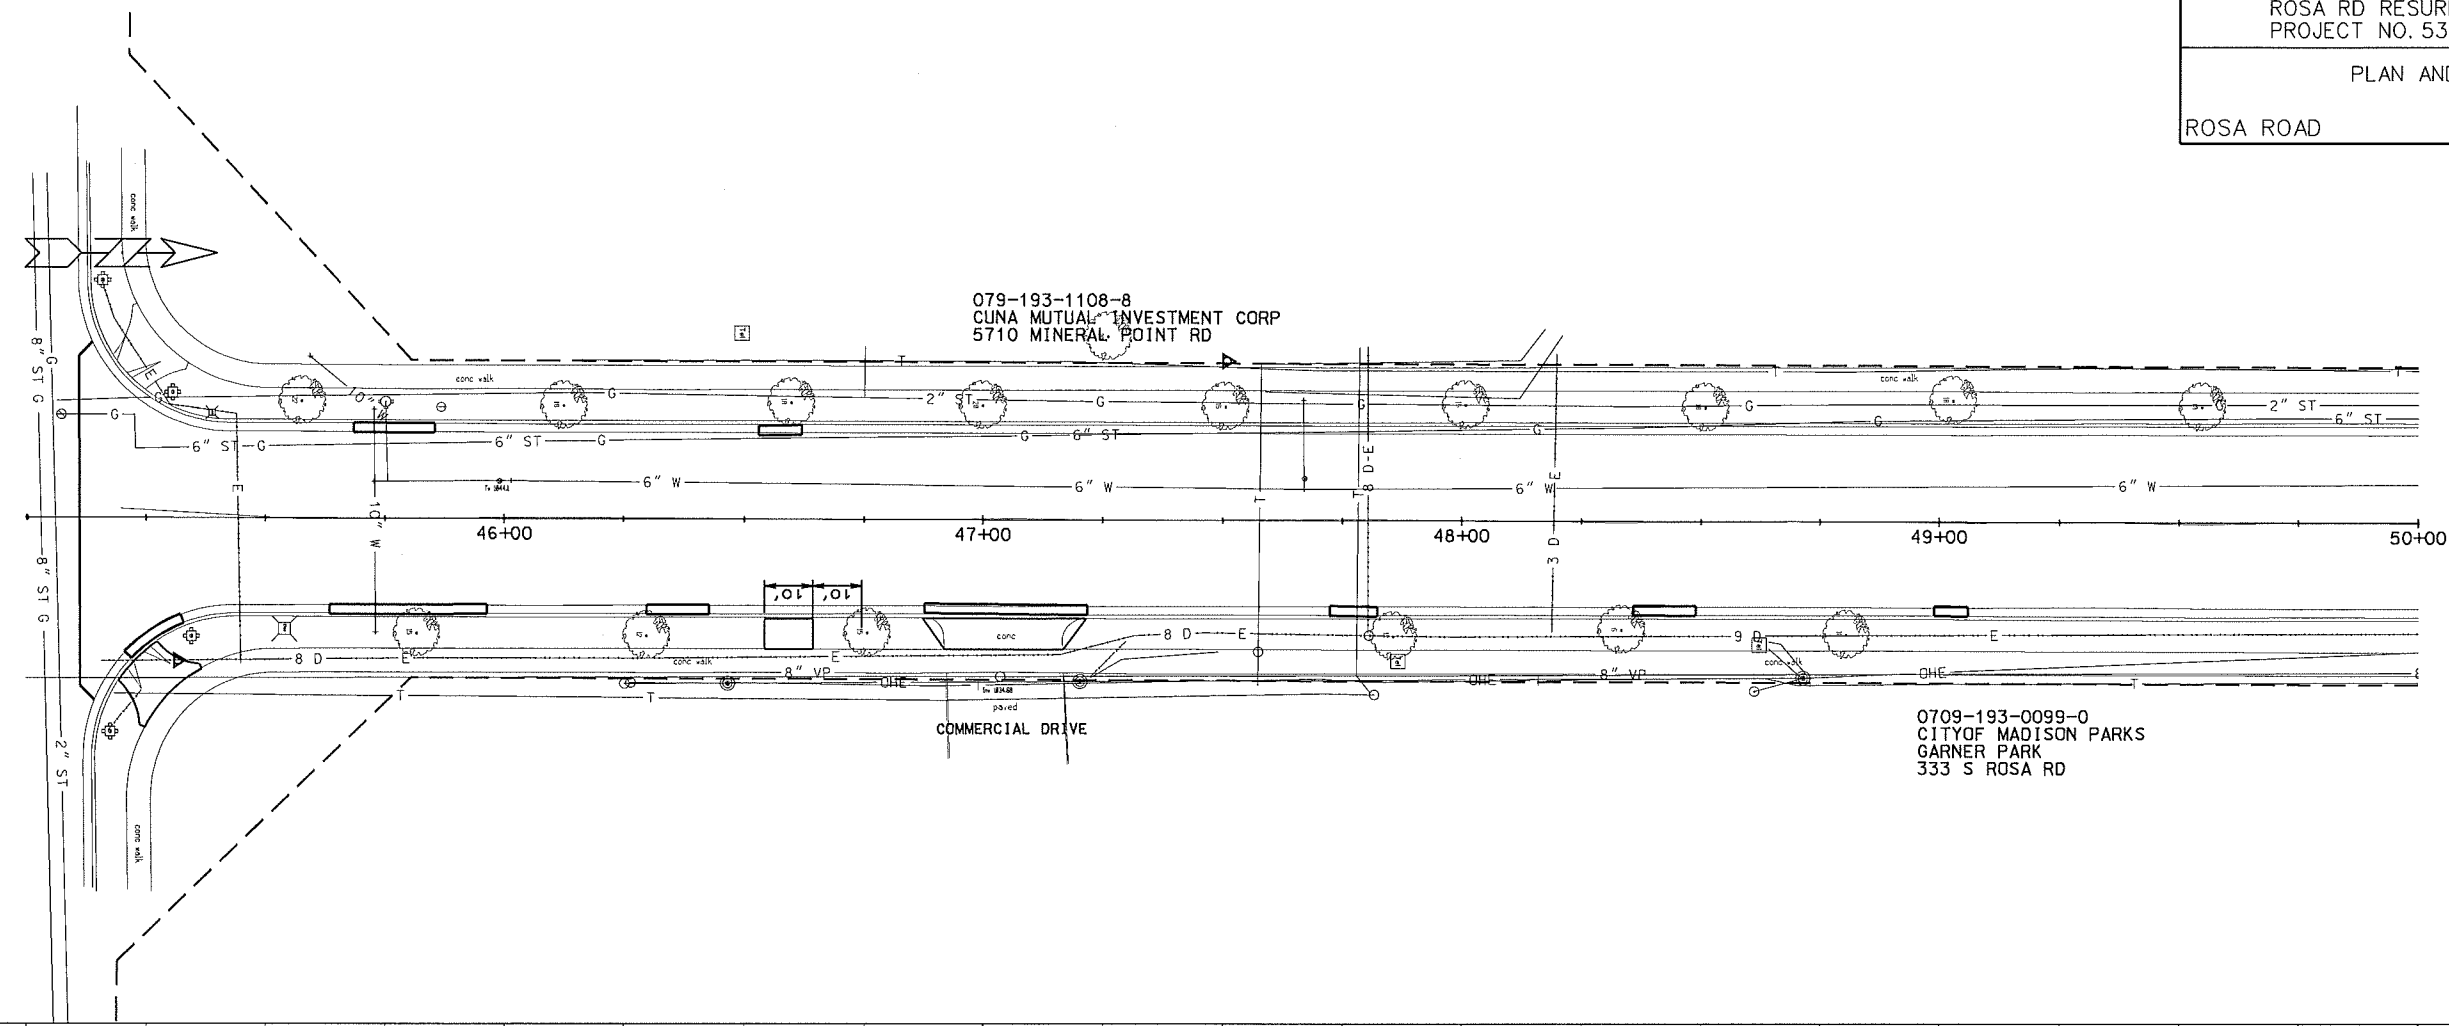 ROSA RD RESUR
PROJECT NO. 53
PLAN AND
ROSA ROAD
conc walk
079-193-1108-8
CUNA MUTUAL INVESTMENT CORP
5710 MINERAL POINT RD
8" ST G
G
T
T
T
conc walk
conc walk
E
G
G
10" W
2" ST
G
G
G
2" ST
G
6" ST
G
6" ST
G
G
6" ST
G
G
6" ST
8 D-E
E
6" W
6" W
6" W
E
6" W
T
T
10" W
46+00
47+00
48+00
49+00
50+00
3 D
8" ST G
10'
10'
conc
8 D
E
9 D
E
8 D
E
conc walk
E
conc walk
8" VP
OHE
OHE
8" VP
OHE
T
T
paved
T
COMMERCIAL DRIVE
0709-193-0099-0
CITYOF MADISON PARKS
GARNER PARK
333 S ROSA RD
2" ST
conc walk